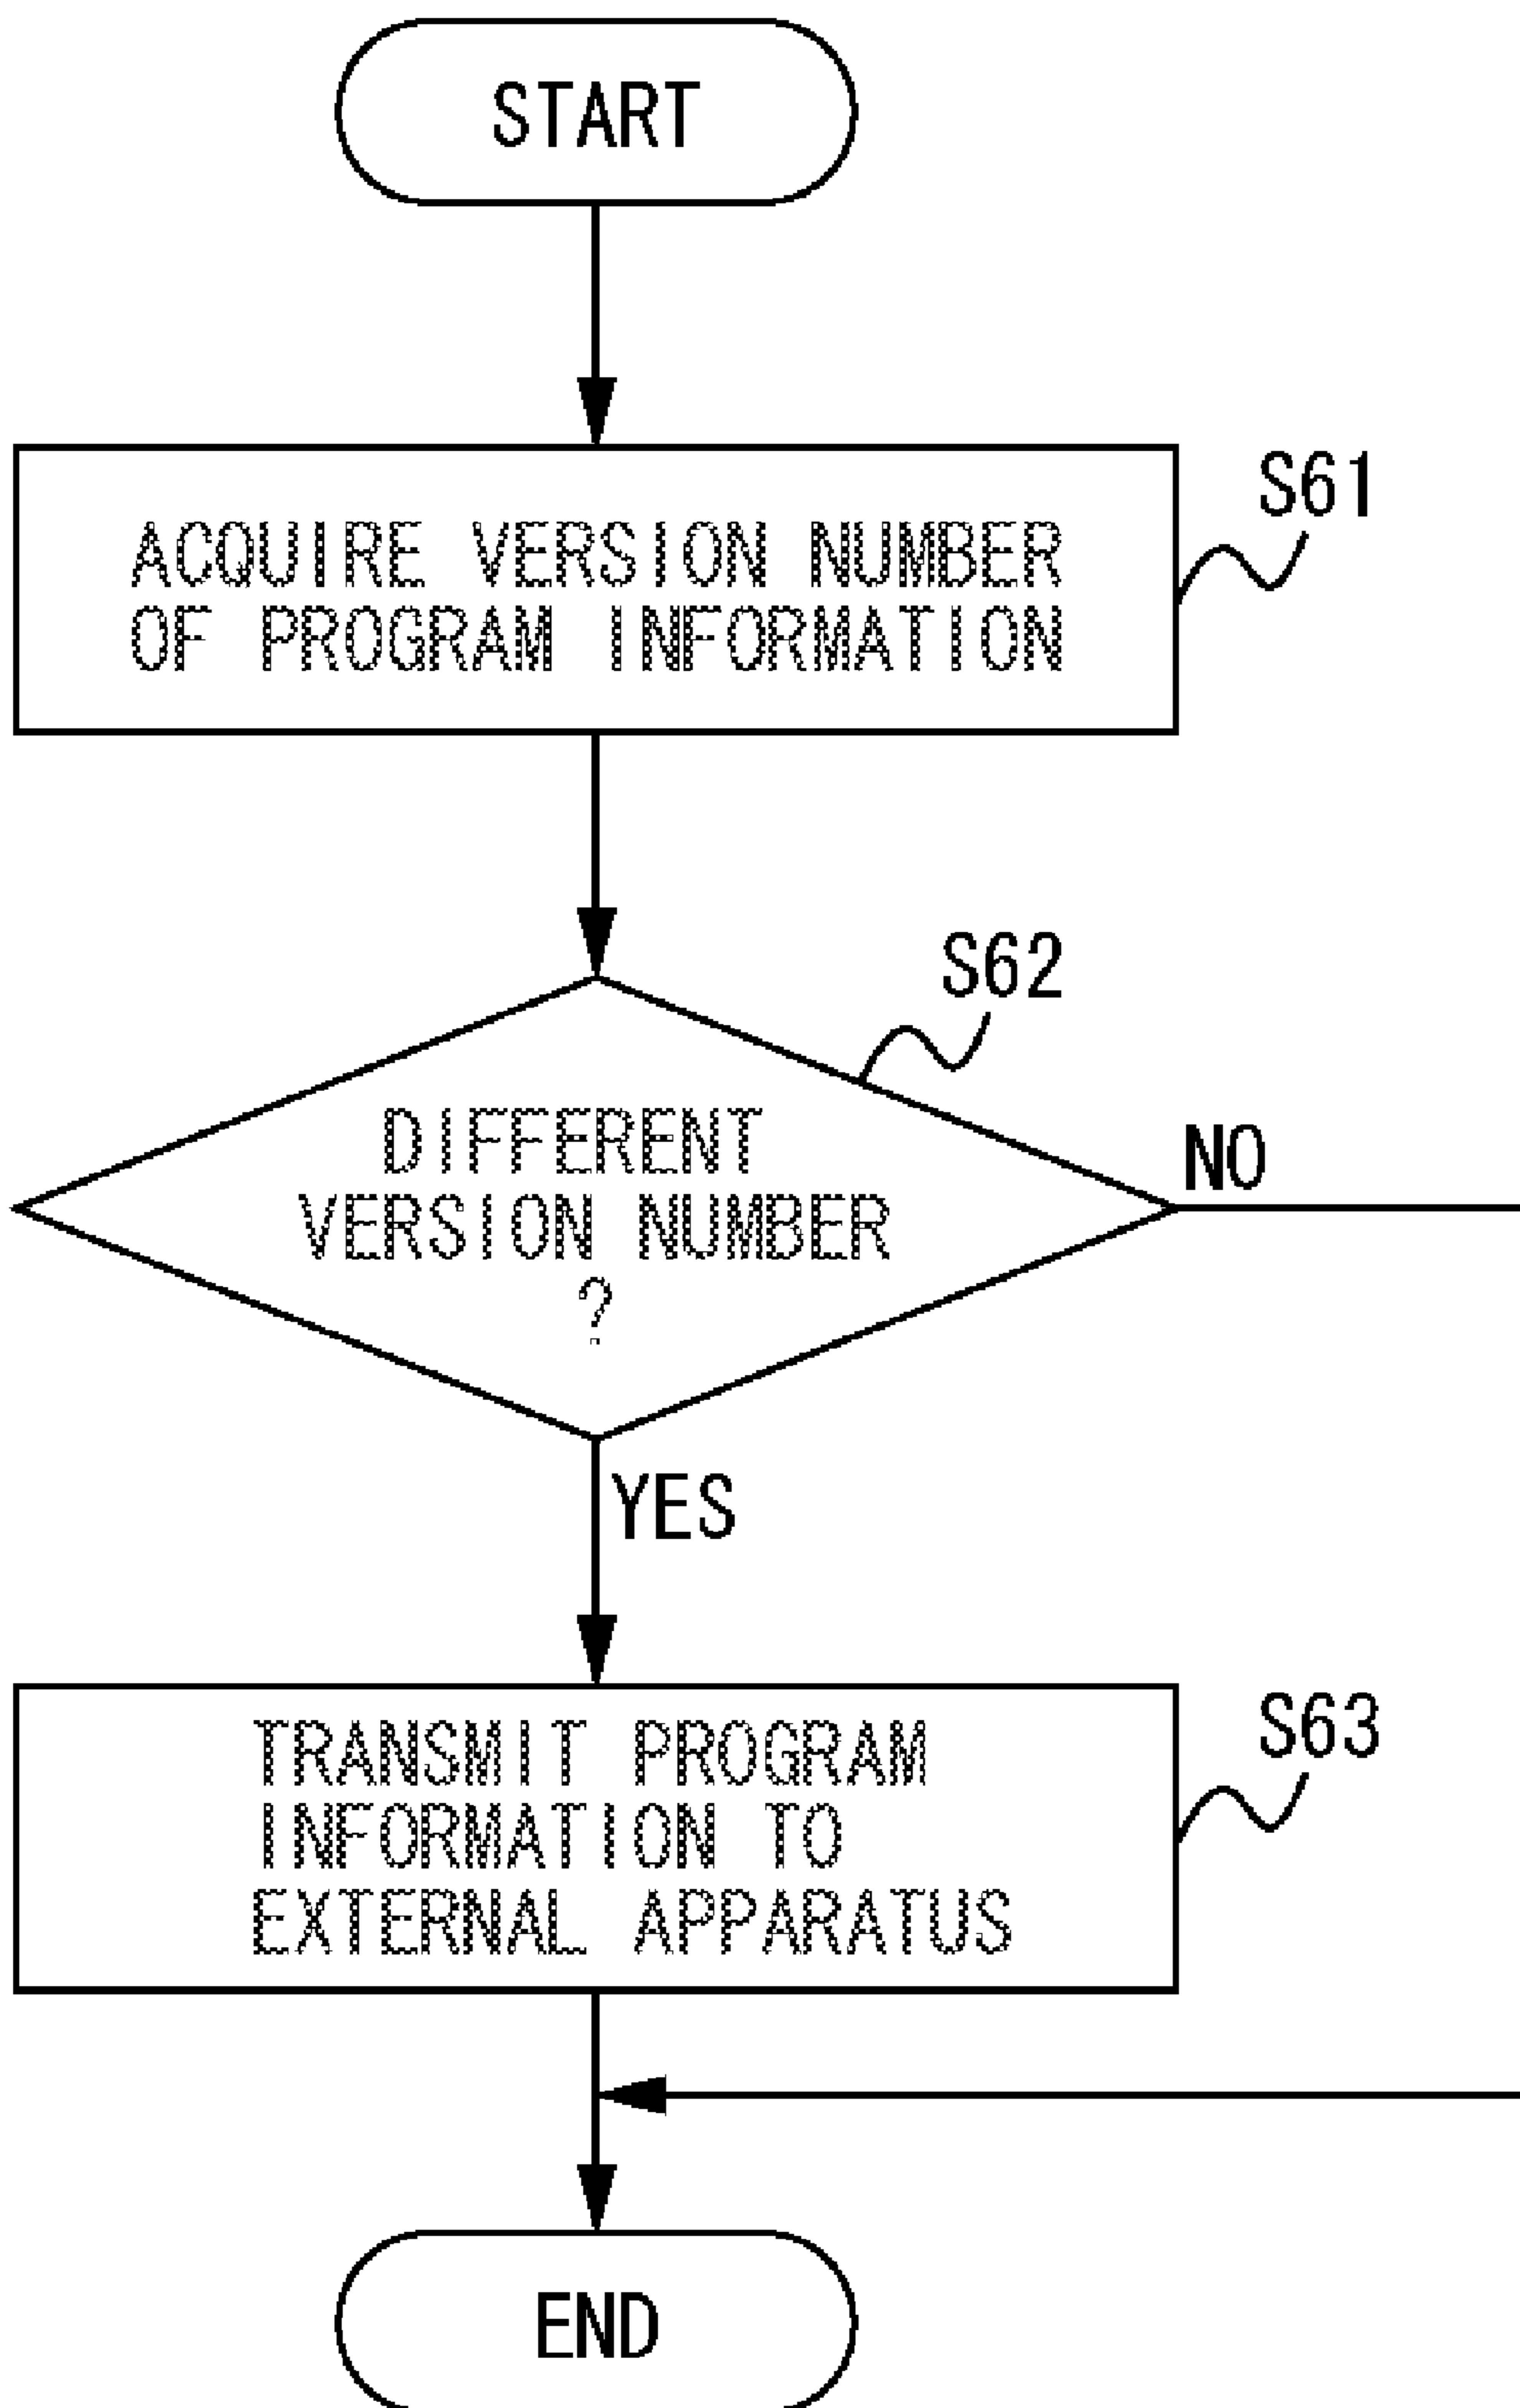 START
S61
ACQUIRE VERSION NUMBER
OF PROGRAM INFORMATION
S62
DIFFERENT
VERSION NUMBER
?
NO
YES
S63
TRANSMIT PROGRAM
INFORMATION TO
EXTERNAL APPARATUS
END